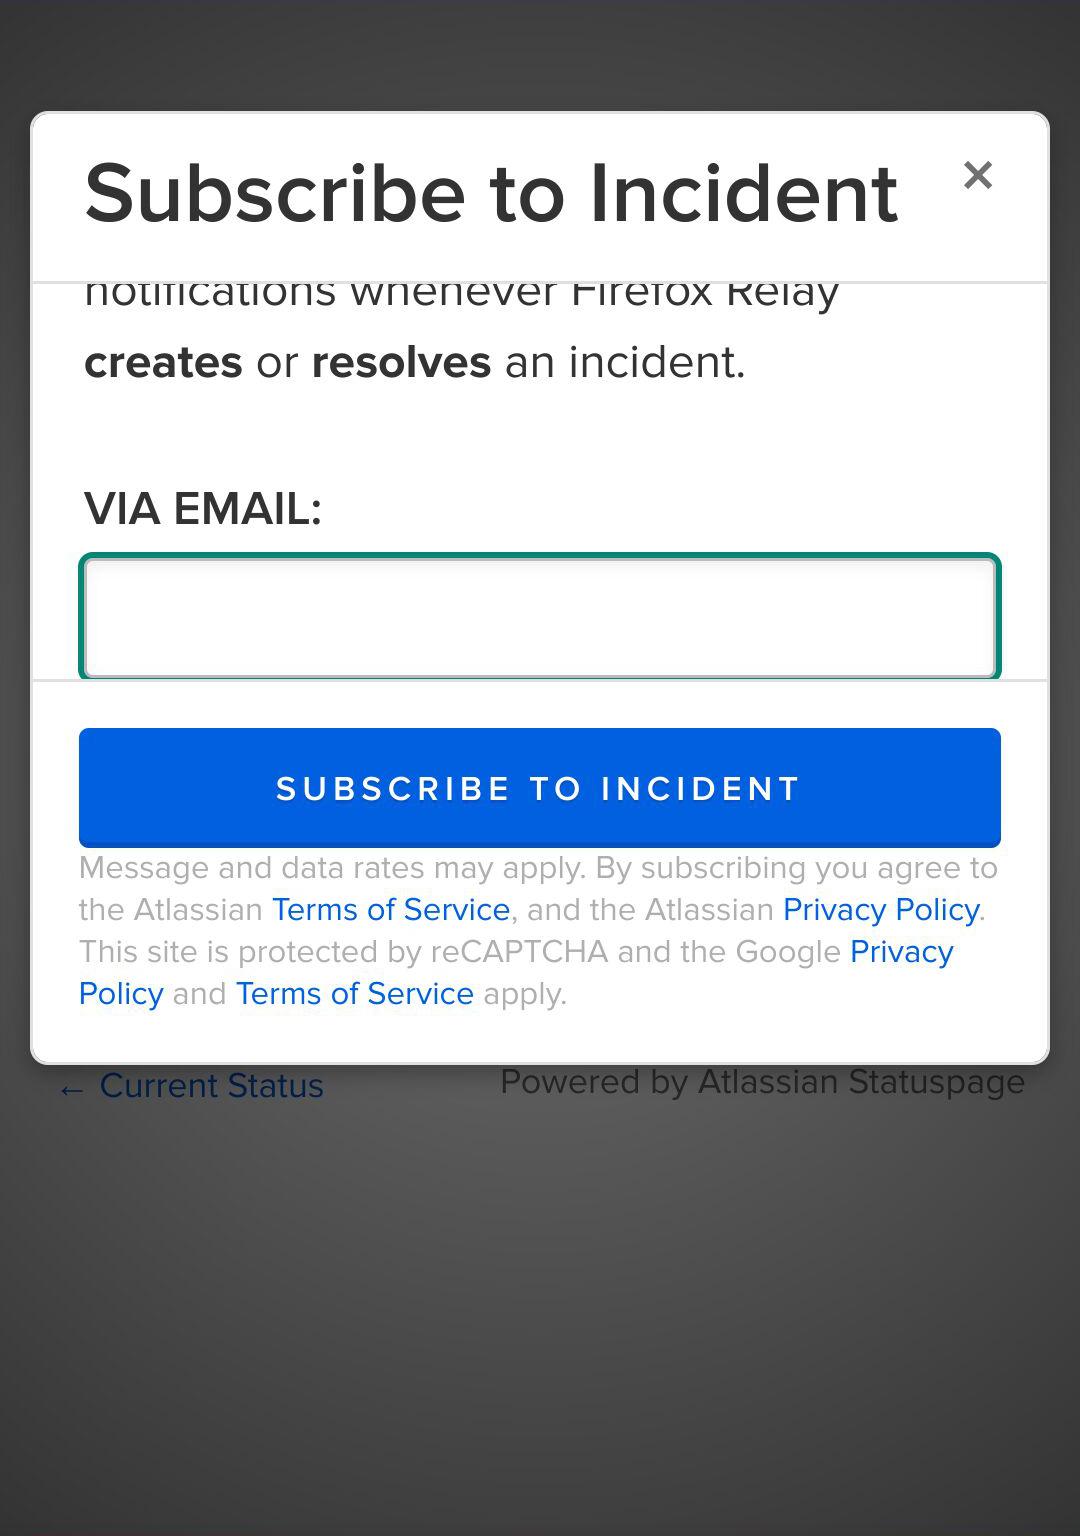 Subscribe to Incident
×
notifications whenever Firefox Relay
creates or resolves an incident.
VIA EMAIL:
SUBSCRIBE TO INCIDENT
Message and data rates may apply. By subscribing you agree to
the Atlassian Terms of Service, and the Atlassian Privacy Policy.
This site is protected by reCAPTCHA and the Google Privacy
Policy and Terms of Service apply.
← Current Status
Powered by Atlassian Statuspage